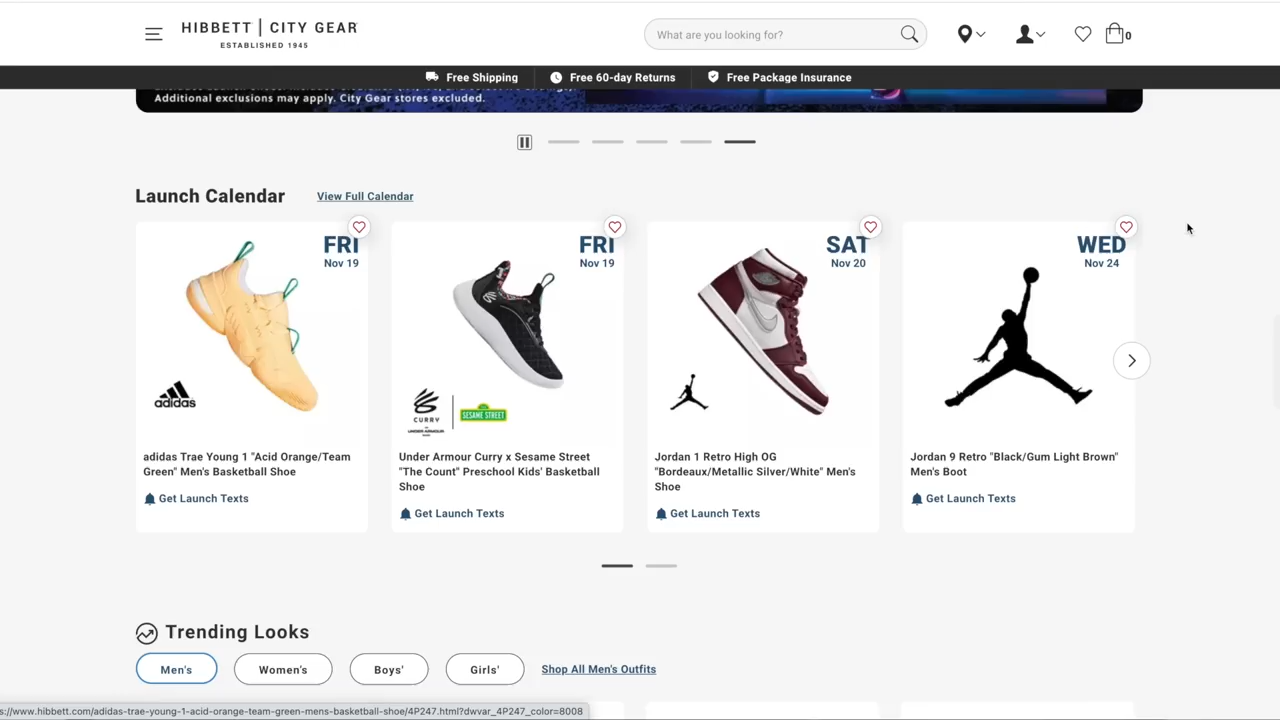 HIBBETT | CITY GEAR
ESTABLISHED 1945
What are you looking for?
0
Free Shipping
Free 60-day Returns
Free Package Insurance
Additional exclusions may apply. City Gear stores excluded.
Launch Calendar
View Full Calendar
FRI
Nov 19
adidas
adidas Trae Young 1 "Acid Orange/Team
Green" Men's Basketball Shoe
Get Launch Texts
FRI
Nov 19
CURRY
SESAME STREET
Under Armour Curry x Sesame Street
"The Count" Preschool Kids' Basketball
Shoe
Get Launch Texts
SAT
Nov 20
Jordan 1 Retro High OG
"Bordeaux/Metallic Silver/White" Men's
Shoe
Get Launch Texts
WED
Nov 24
Jordan 9 Retro "Black/Gum Light Brown"
Men's Boot
Get Launch Texts
Trending Looks
Men's
Women's
Boys'
Girls'
Shop All Men's Outfits
s://www.hibbett.com/adidas-trae-young-1-acid-orange-team-green-mens-basketball-shoe/4P247.html?dwvar_4P247_color=8008